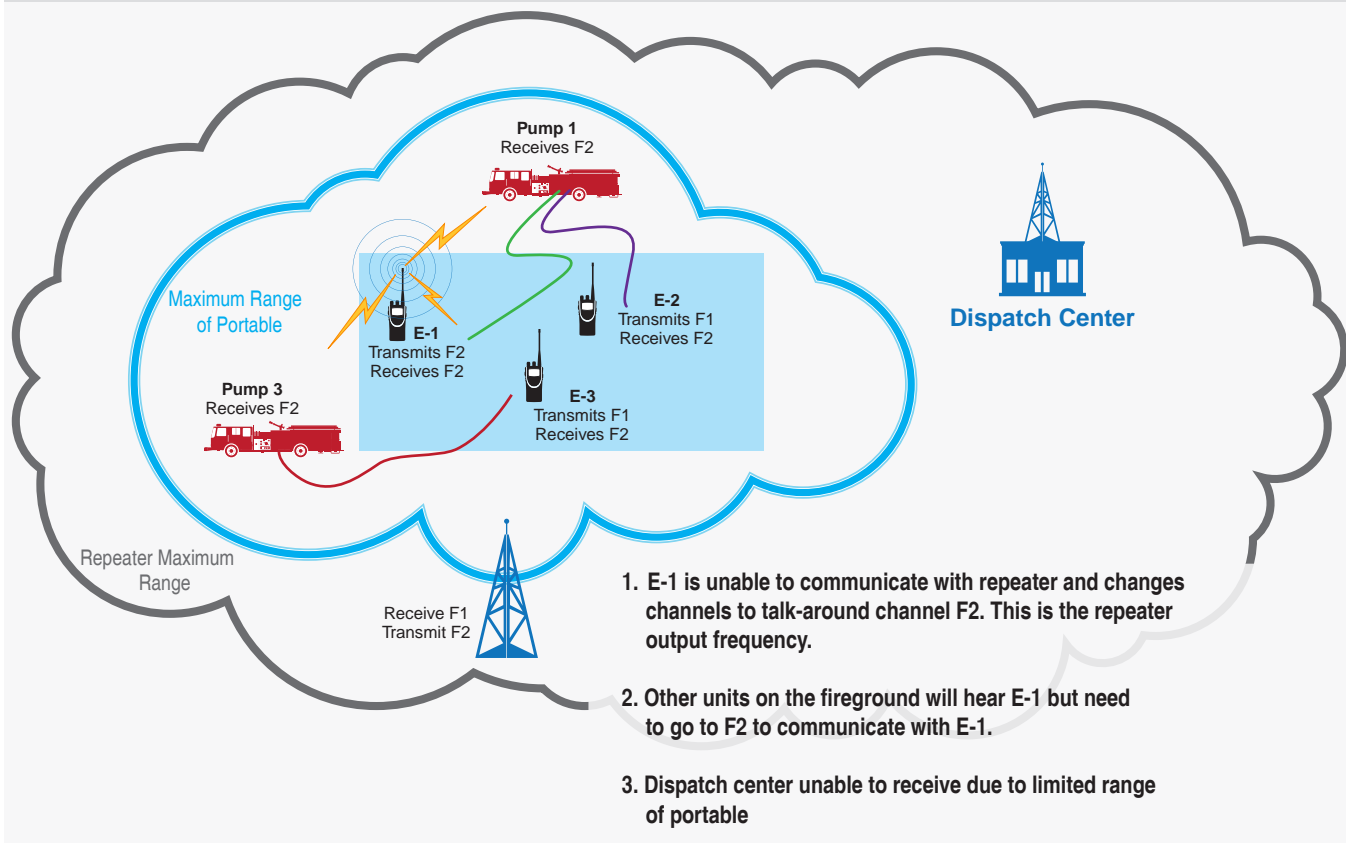 Pump 1
Receives F2
Maximum Range
of Portable
E-1
Transmits F2
Receives F2
E-2
Transmits F1
Receives F2
Dispatch Center
Pump 3
Receives F2
E-3
Transmits F1
Receives F2
Repeater Maximum
Range
Receive F1
Transmit F2
1. E-1 is unable to communicate with repeater and changes
channels to talk-around channel F2. This is the repeater
output frequency.
2. Other units on the fireground will hear E-1 but need
to go to F2 to communicate with E-1.
3. Dispatch center unable to receive due to limited range
of portable